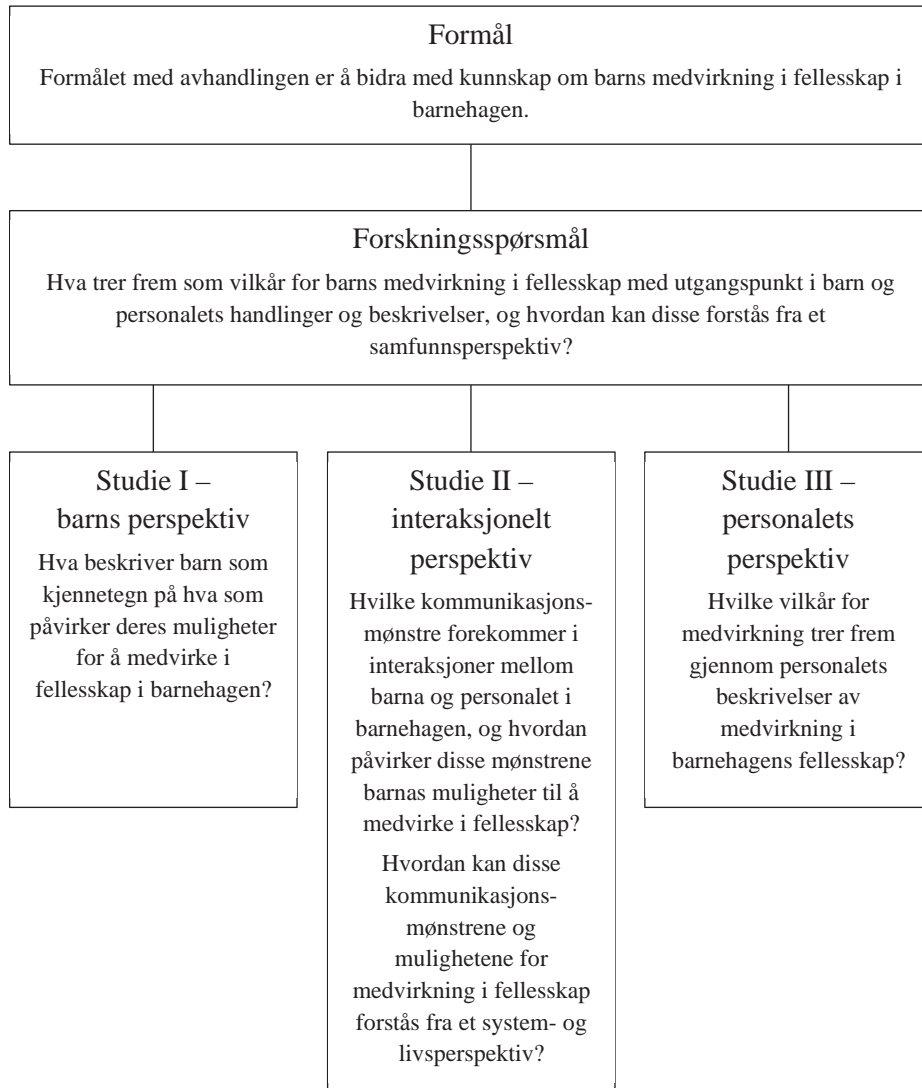 Formål
Formålet med avhandlingen er å bidra med kunnskap om barns medvirkning i fellesskap i
barnehagen.
Forskningsspørsmål
Hva trer frem som vilkår for barns medvirkning i fellesskap med utgangspunkt i barn og
personalets handlinger og beskrivelser, og hvordan kan disse forstås fra et
samfunnsperspektiv?
Studie I –
barns perspektiv
Hva beskriver barn som
kjennetegn på hva som
påvirker deres muligheter
for å medvirke i
fellesskap i barnehagen?
Studie II –
interaksjonelt
perspektiv
Hvilke kommunikasjons-
mønstre forekommer i
interaksjoner mellom
barna og personalet i
barnehagen, og hvordan
påvirker disse mønstrene
barnas muligheter til å
medvirke i fellesskap?
Hvordan kan disse
kommunikasjons-
mønstrene og
mulighetene for
medvirkning i fellesskap
forstås fra et system- og
livsperspektiv?
Studie III –
personalets
perspektiv
Hvilke vilkår for
medvirkning trer frem
gjennom personalets
beskrivelser av
medvirkning i
barnehagens fellesskap?